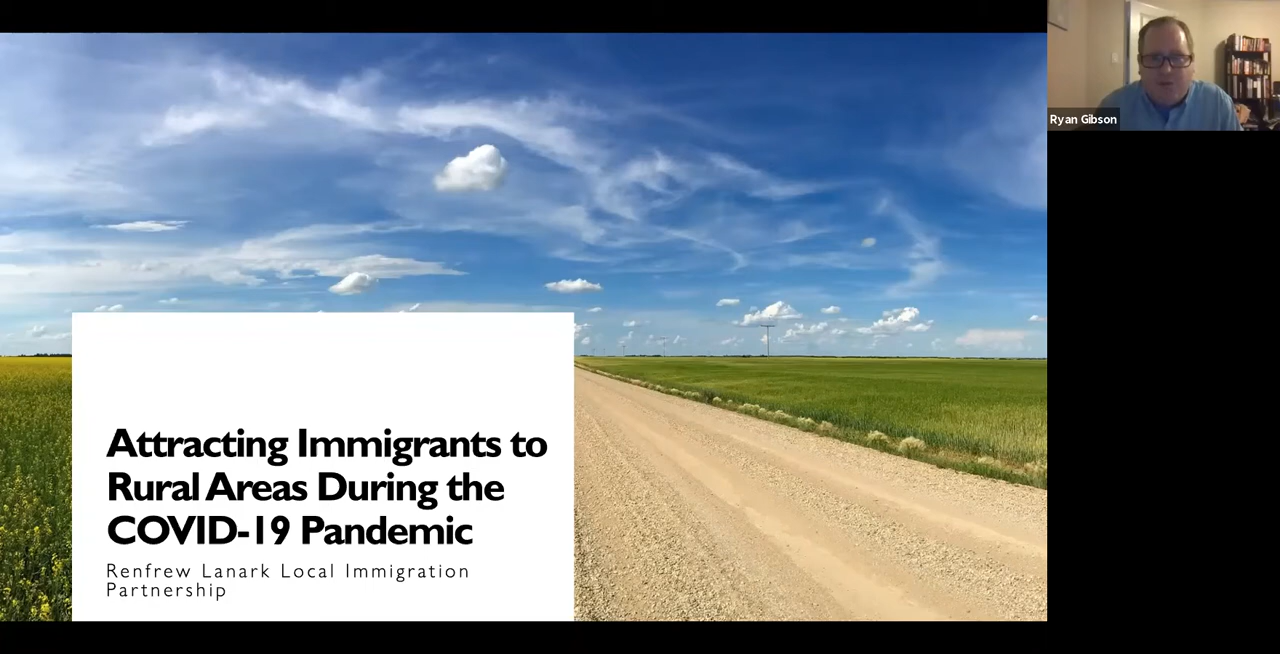 Ryan Gibson
Attracting Immigrants to
Rural Areas During the
COVID-19 Pandemic
Renfrew Lanark Local Immigration
Partnership